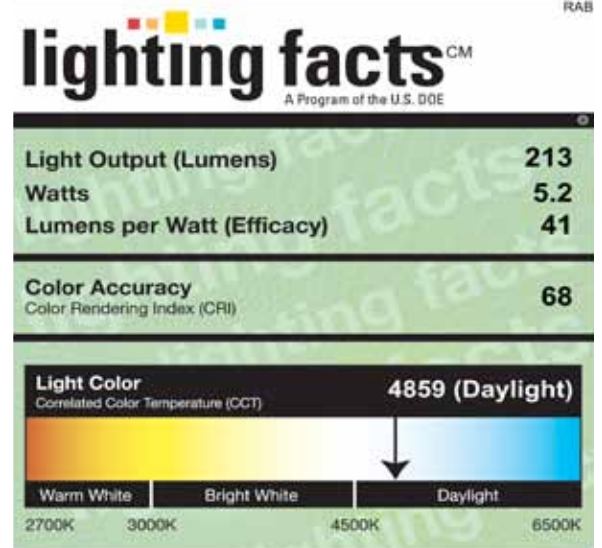 RAB
lighting facts CM
A Program of the U.S. DOE
Light Output (Lumens) 213
Watts 5.2
Lumens per Watt (Efficacy) 41
Color Accuracy
Color Rendering Index (CRI) 68
Light Color
Correlated Color Temperature (CCT) 4859 (Daylight)
Warm White Bright White Daylight
2700K 3000K 4500K 6500K